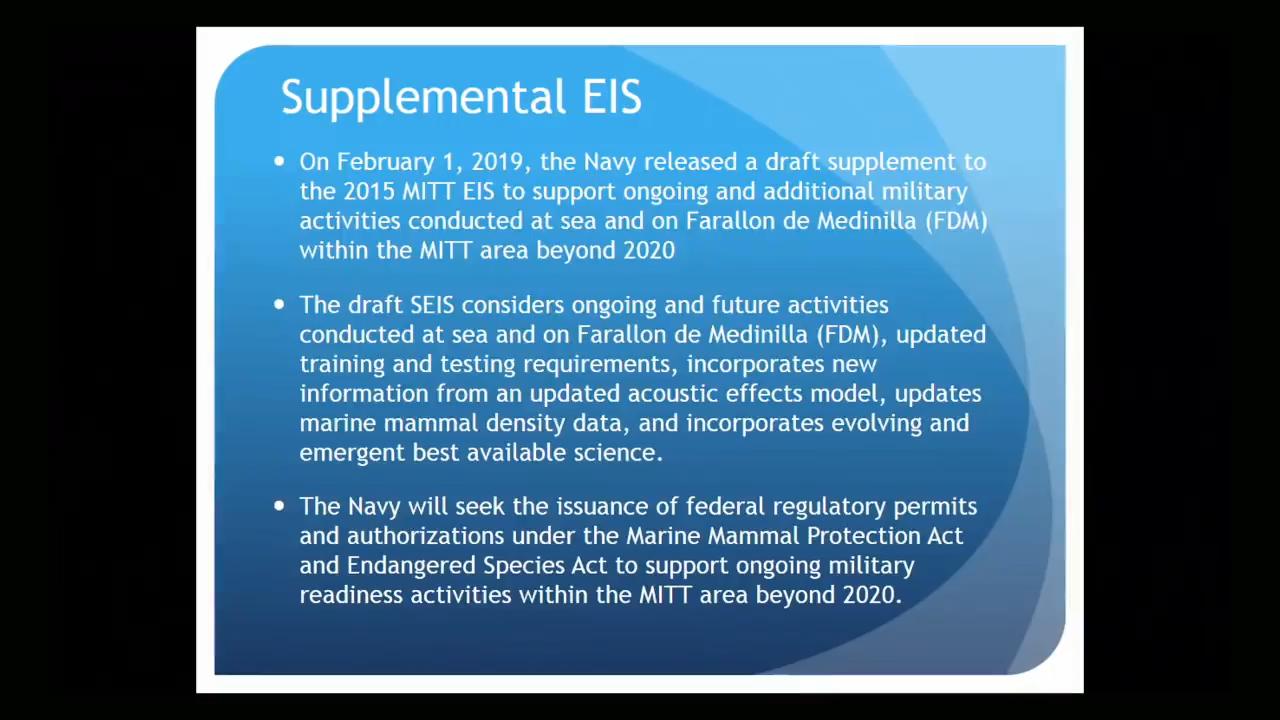 Supplemental EIS
• On February 1, 2019, the Navy released a draft supplement to
the 2015 MITT EIS to support ongoing and additional military
activities conducted at sea and on Farallon de Medinilla (FDM)
within the MITT area beyond 2020
• The draft SEIS considers ongoing and future activities
conducted at sea and on Farallon de Medinilla (FDM), updated
training and testing requirements, incorporates new
information from an updated acoustic effects model, updates
marine mammal density data, and incorporates evolving and
emergent best available science.
• The Navy will seek the issuance of federal regulatory permits
and authorizations under the Marine Mammal Protection Act
and Endangered Species Act to support ongoing military
readiness activities within the MITT area beyond 2020.